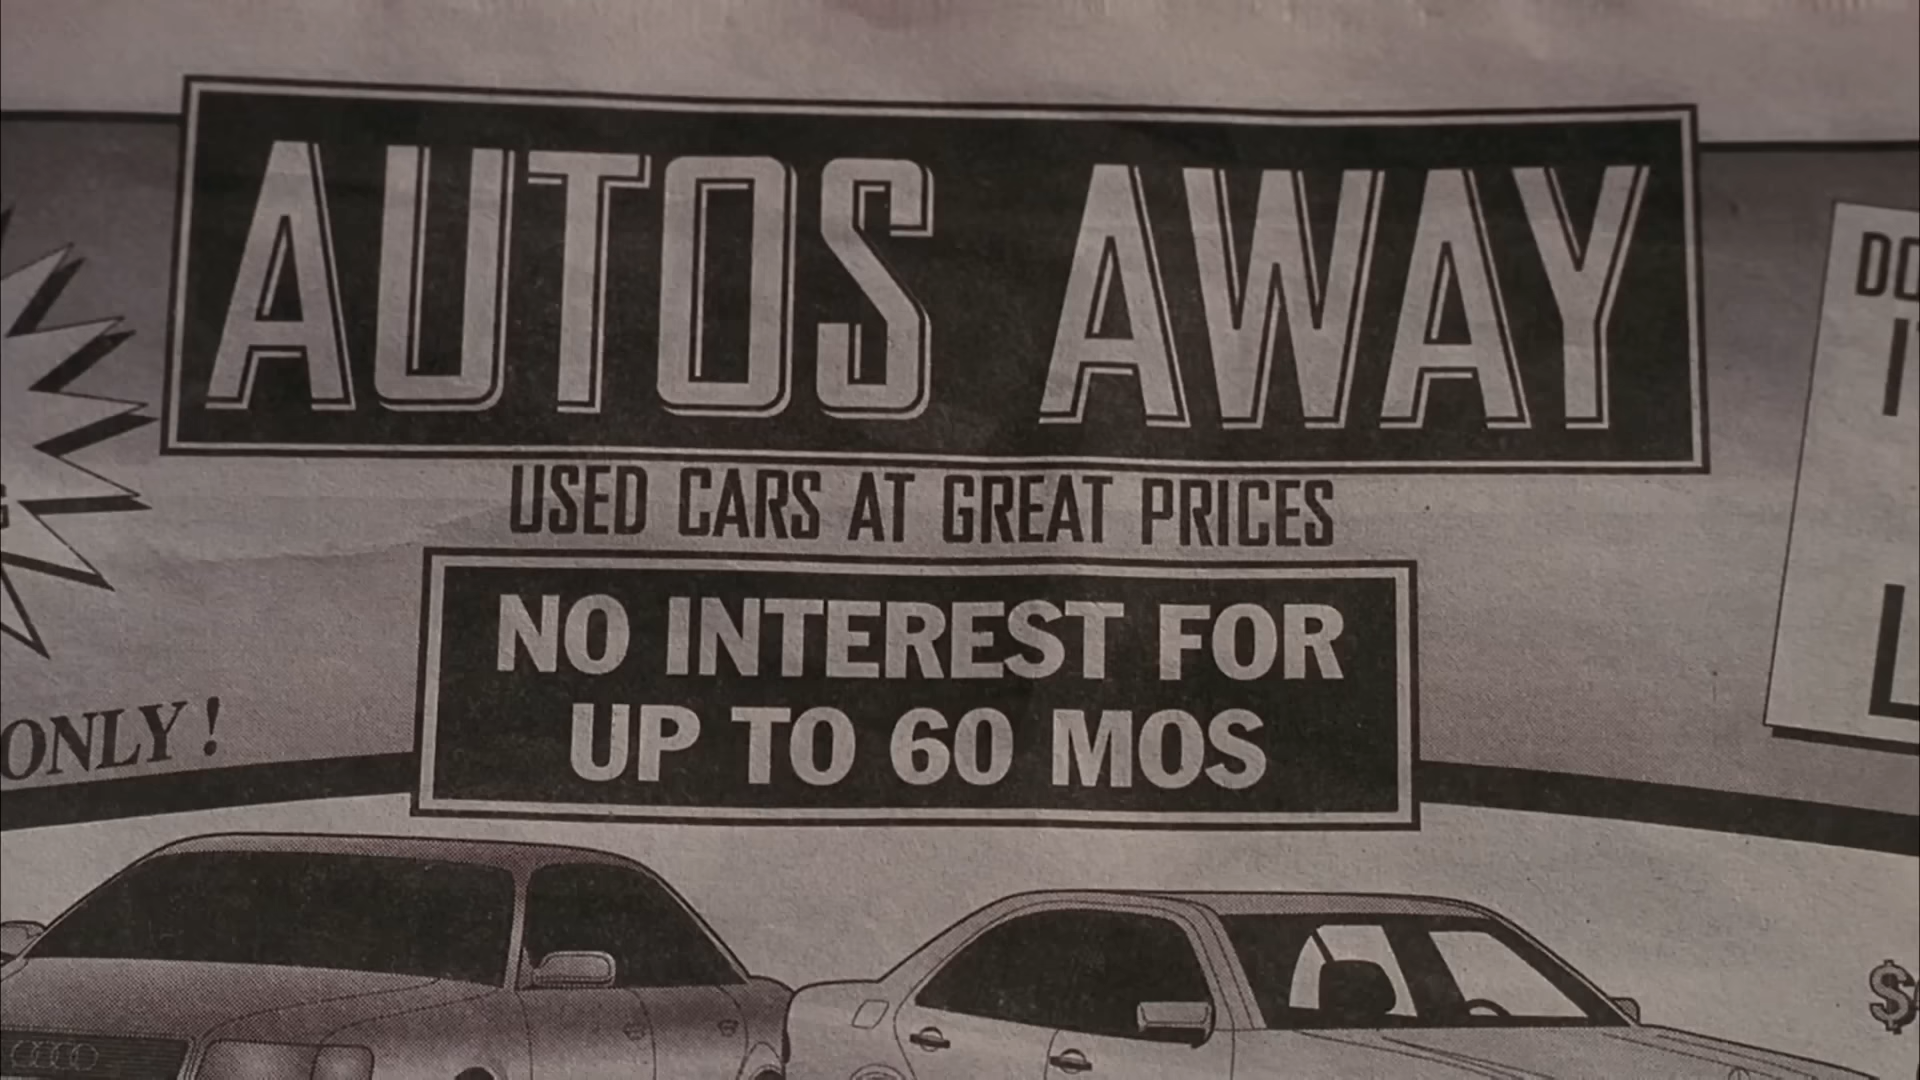 AUTOS AWAY
USED CARS AT GREAT PRICES
NO INTEREST FOR
UP TO 60 MOS
ONLY!
$